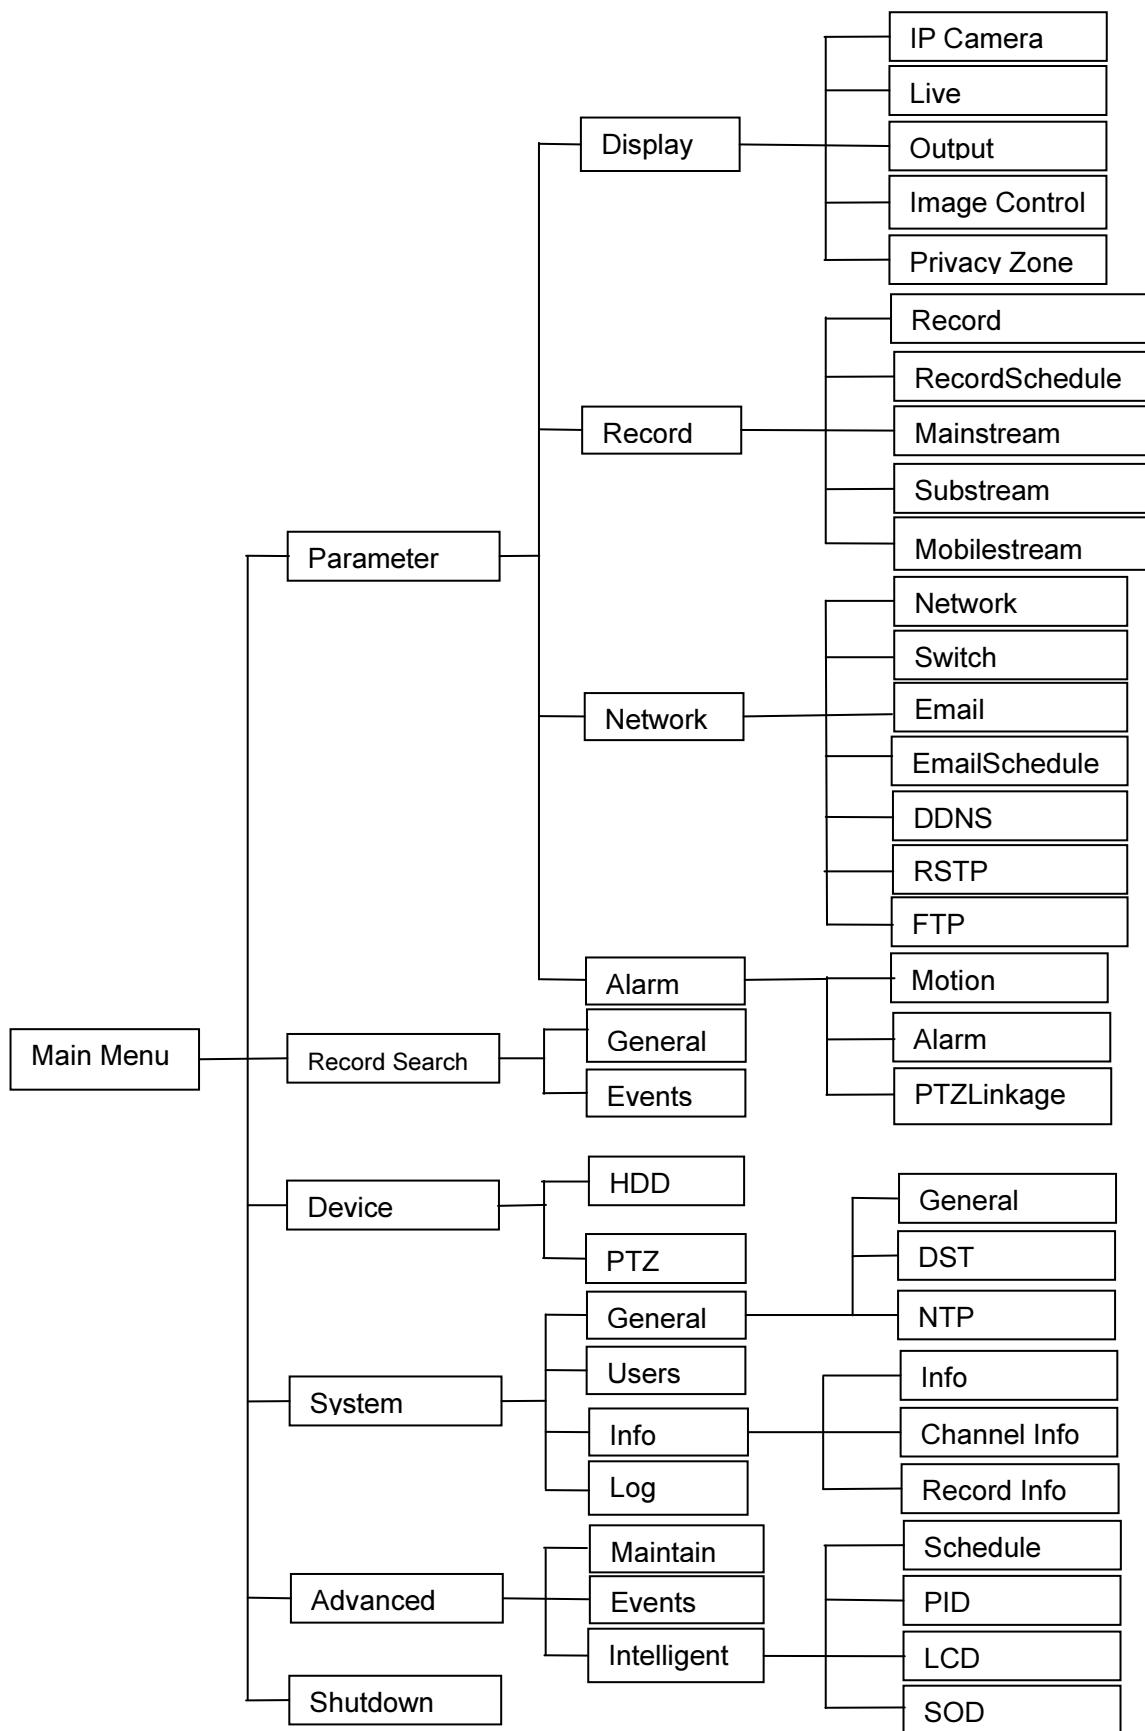 Main Menu
Parameter
Display
IP Camera
Live
Output
Image Control
Privacy Zone
Record
Record
RecordSchedule
Mainstream
Substream
Mobilestream
Network
Network
Switch
Email
EmailSchedule
DDNS
RSTP
FTP
Alarm
Motion
Alarm
PTZLinkage
Record Search
General
Events
Device
HDD
PTZ
System
General
General
DST
NTP
Users
Info
Info
Channel Info
Record Info
Log
Advanced
Maintain
Events
Intelligent
Schedule
PID
LCD
SOD
Shutdown